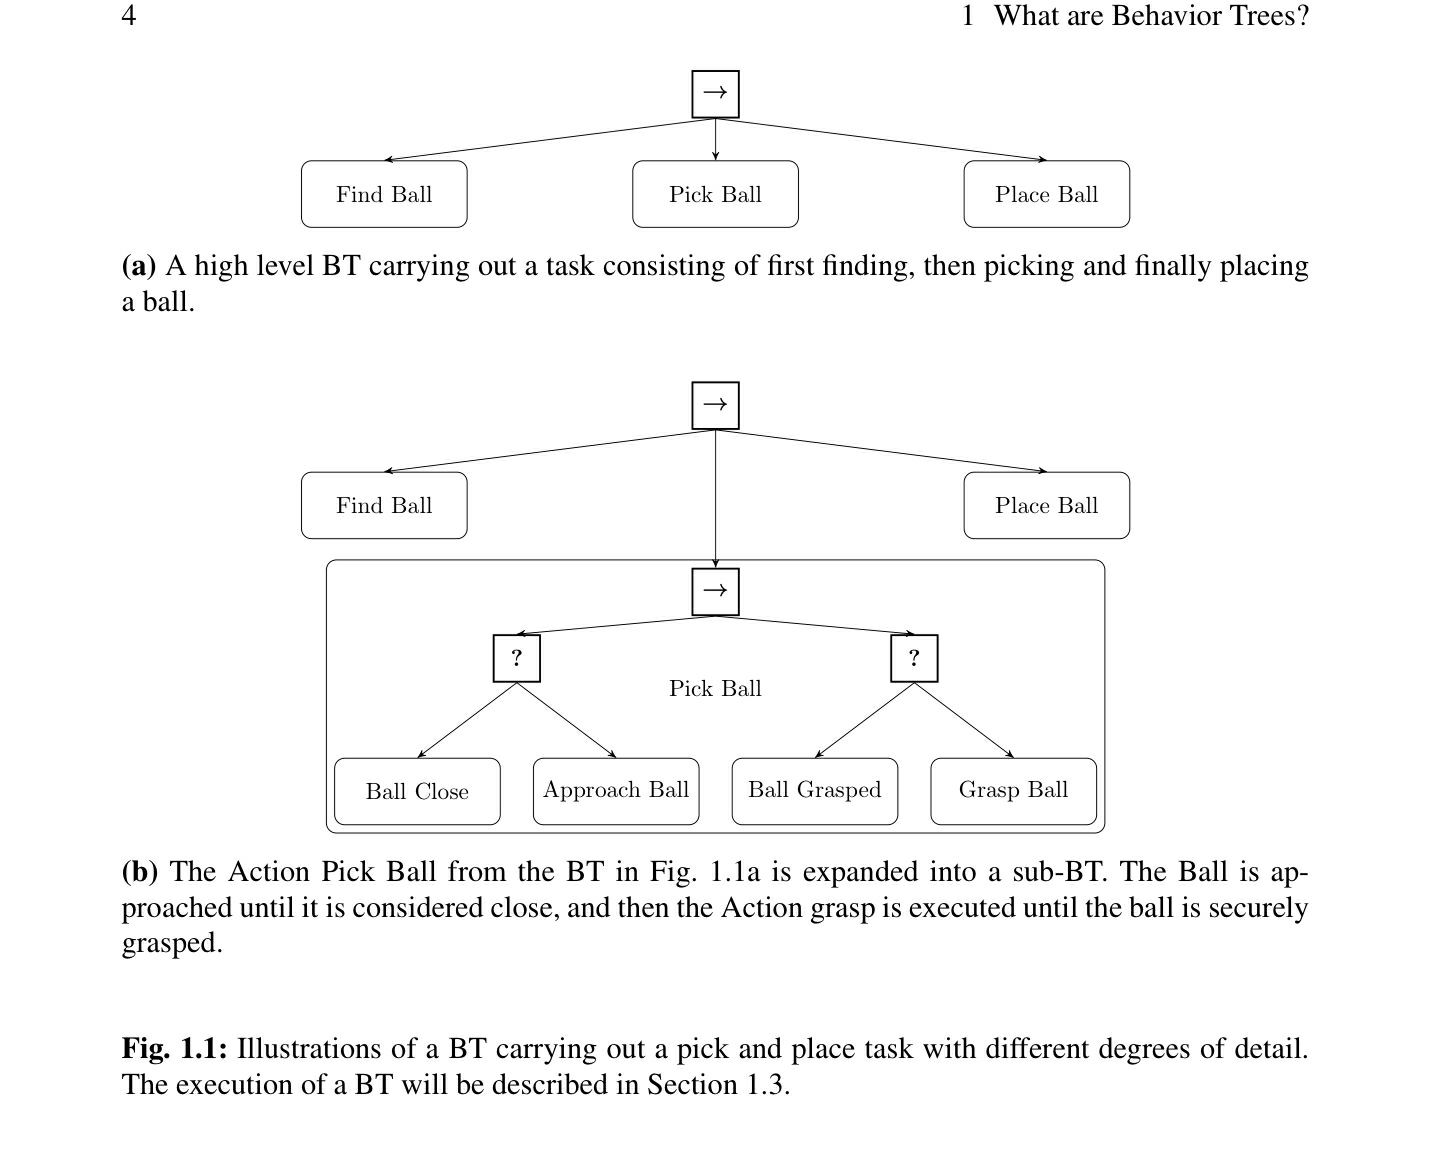 4 1 What are Behavior Trees?
→
Find Ball Pick Ball Place Ball
(a) A high level BT carrying out a task consisting of first finding, then picking and finally placing
a ball.
→
Find Ball Place Ball
→
? ?
Pick Ball
Ball Close Approach Ball Ball Grasped Grasp Ball
(b) The Action Pick Ball from the BT in Fig. 1.1a is expanded into a sub-BT. The Ball is ap-
proached until it is considered close, and then the Action grasp is executed until the ball is securely
grasped.
Fig. 1.1: Illustrations of a BT carrying out a pick and place task with different degrees of detail.
The execution of a BT will be described in Section 1.3.